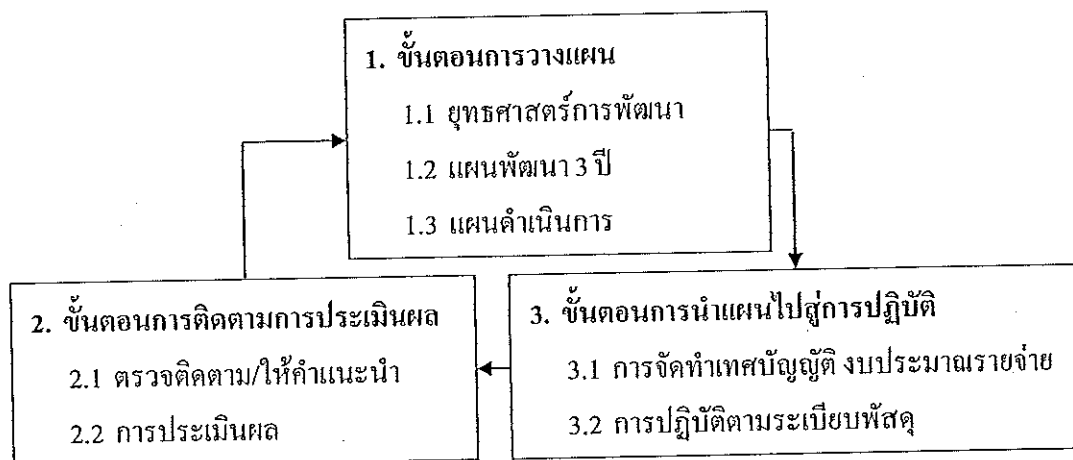 1. ขั้นตอนการวางแผน
1.1 ยุทธศาสตร์การพัฒนา
1.2 แผนพัฒนา 3 ปี
1.3 แผนดำเนินการ
2. ขั้นตอนการติดตามการประเมินผล
2.1 ตรวจติดตาม/ให้คำแนะนำ
2.2 การประเมินผล
3. ขั้นตอนการนำแผนไปสู่การปฏิบัติ
3.1 การจัดทำเทศบัญญัติ งบประมาณรายจ่าย
3.2 การปฏิบัติตามระเบียบพัสดุ